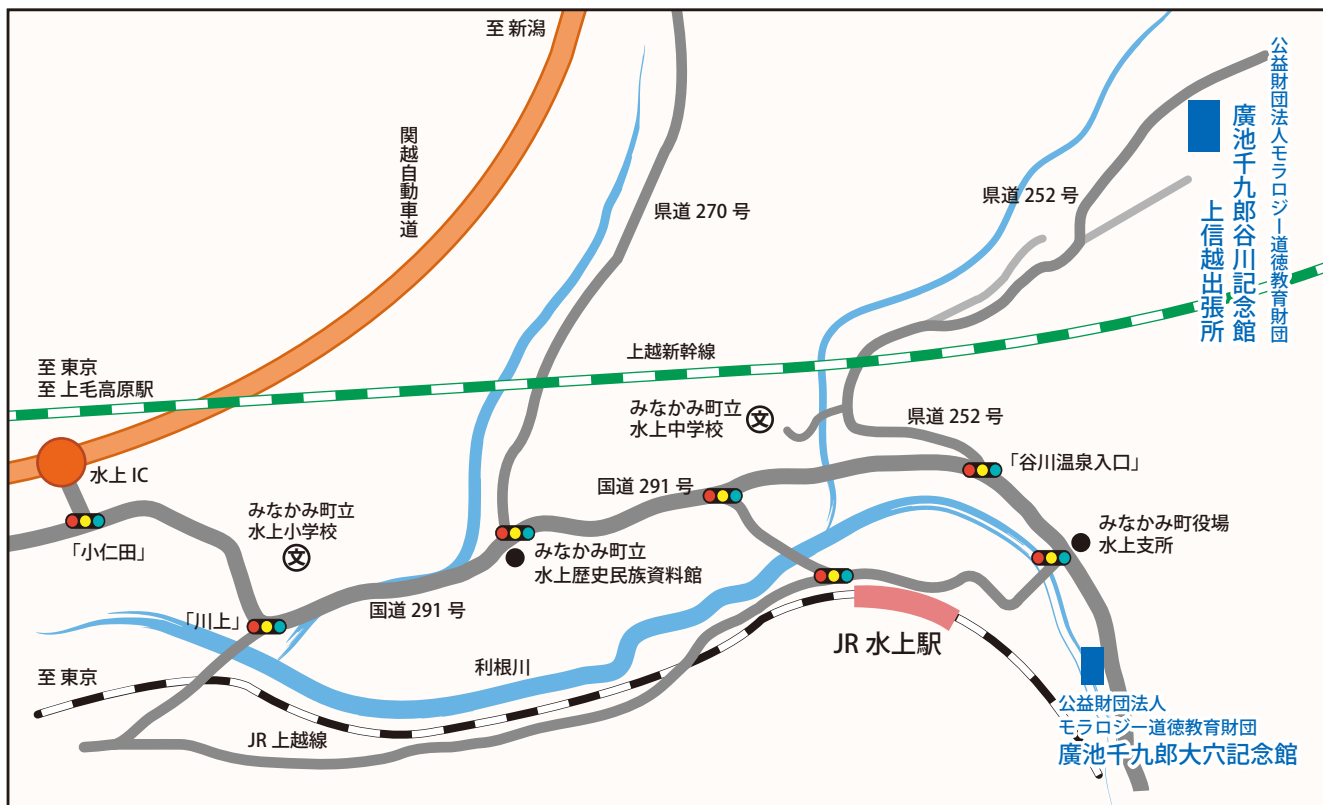 至 新潟
関越自動車道
県道 270 号
県道 252 号
公益財団法人モラロジー道徳教育財団
廣池千九郎谷川記念館
上信越出張所
至 東京
至 上毛高原駅
上越新幹線
みなかみ町立
水上中学校
県道 252 号
水上 IC
「谷川温泉入口」
国道 291 号
みなかみ町立
水上小学校
文
文
「小仁田」
みなかみ町役場
水上支所
みなかみ町立
水上歴史民族資料館
国道 291 号
「川上」
JR 水上駅
利根川
至 東京
JR 上越線
公益財団法人
モラロジー道徳教育財団
廣池千九郎大穴記念館